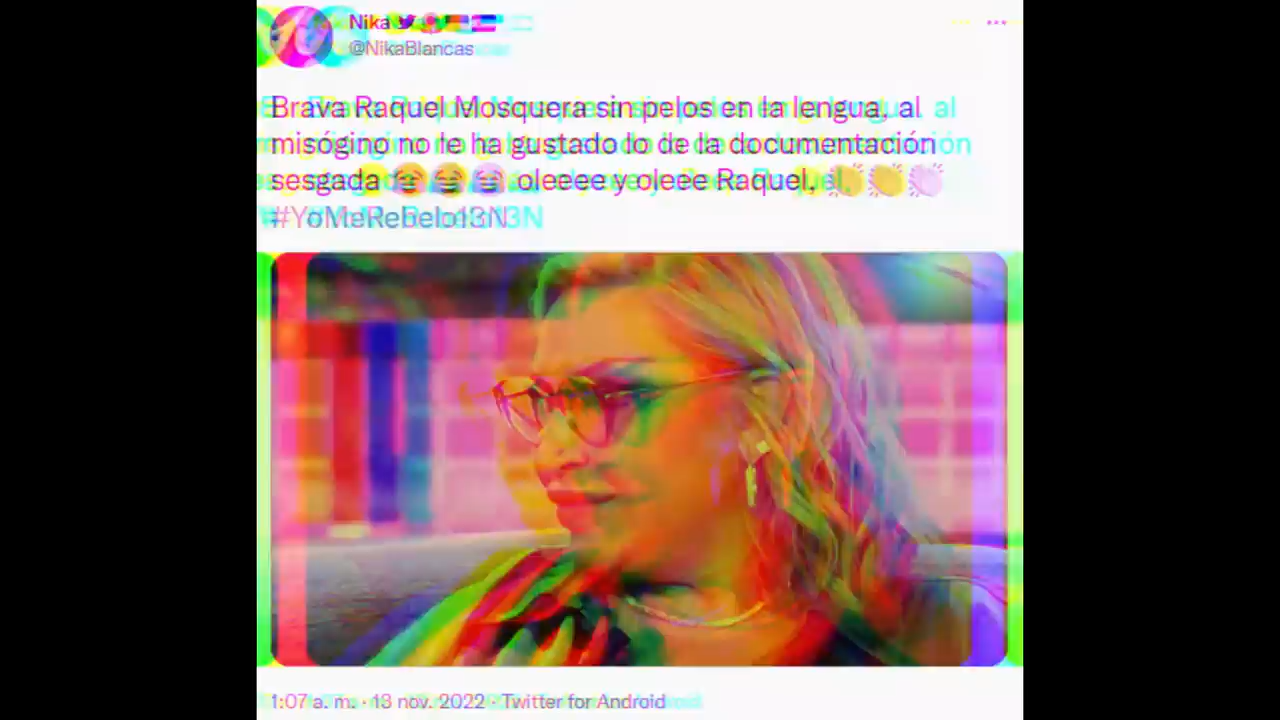 Nika
@NikaBlancas
Brava Raquel Mosquera sin pelos en la lengua, al
misógino no le ha gustado lo de la documentación
sesgada 😂😂😂 oleeee y oleee Raquel, 👏👏👏
#YoMeRebelo13N
1:07 a. m. · 13 nov. 2022 · Twitter for Android